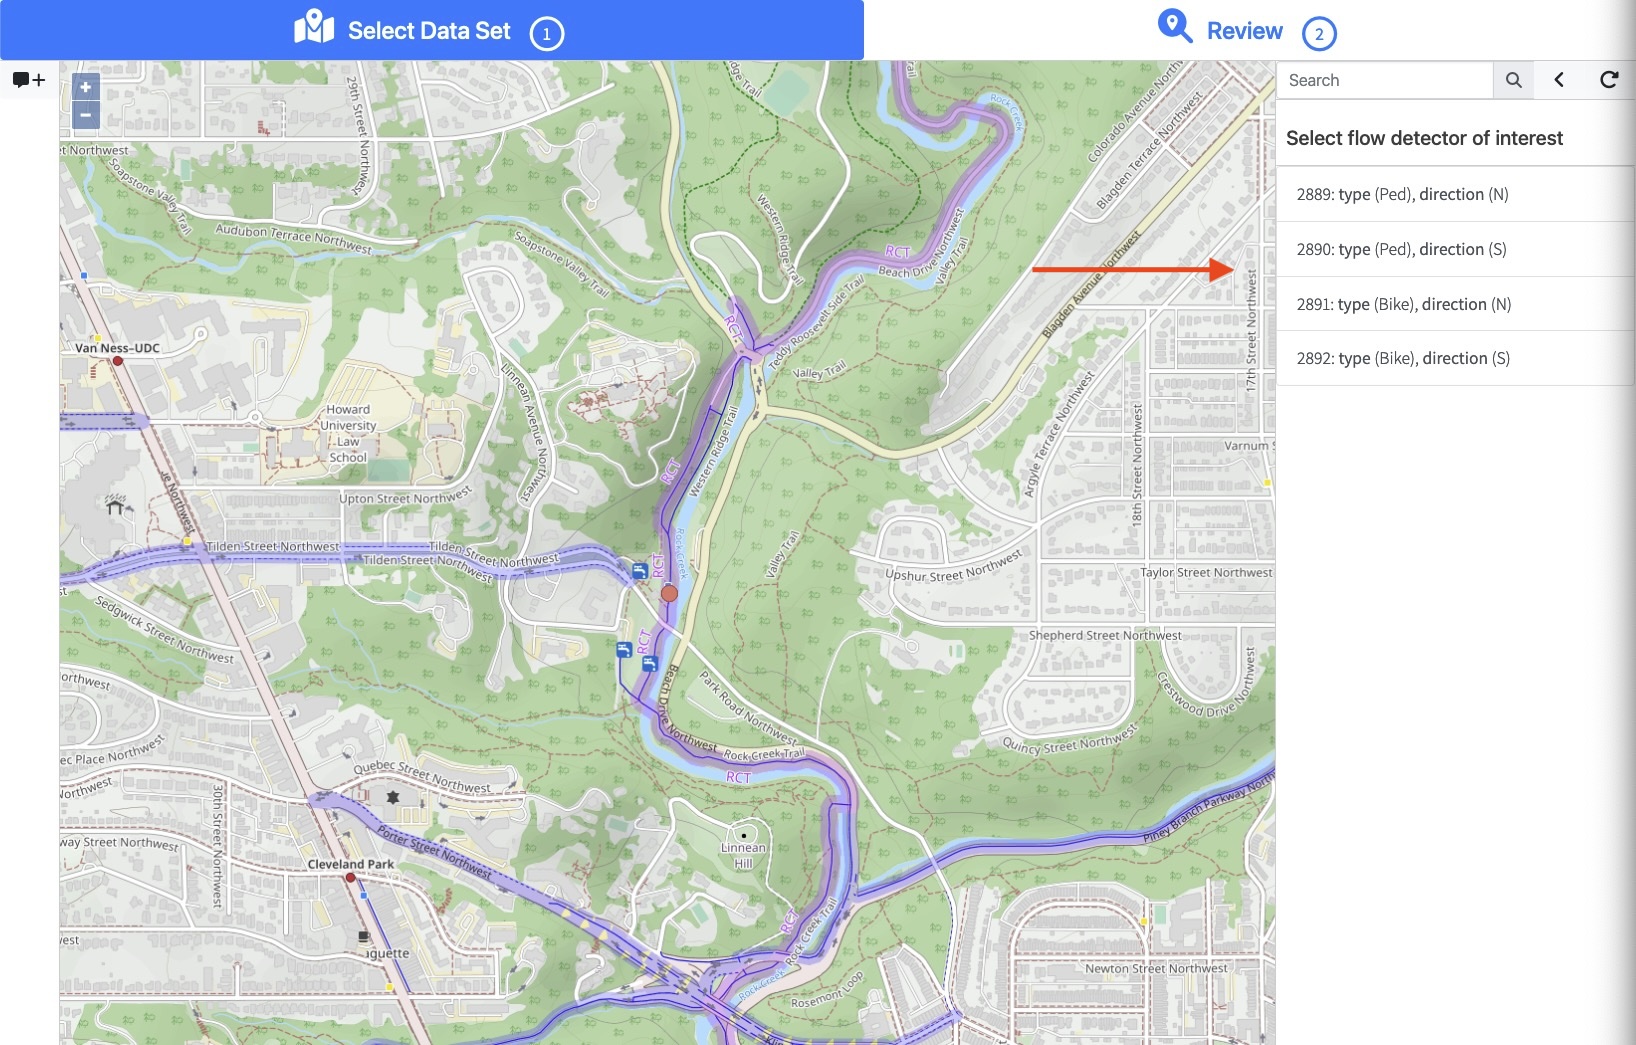 Select Data Set 1
Review 2
Search
Select flow detector of interest
2889: type (Ped), direction (N)
2890: type (Ped), direction (S)
2891: type (Bike), direction (N)
2892: type (Bike), direction (S)
+
−
29th Street Northwest
et Northwest
Soapstone Valley Trail
Audubon Terrace Northwest
Soapstone Valley Trail
dge Trail
Western Ridge Trail
rail
Rock Creek
Colorado Avenue North
Blagden Terrace Northwest
RCT
Beach Drive Northwest
Valley Trail
Blagden Avenue Northwest
17th Street Northwest
RCT
Teddy Roosevelt Side Trail
Valley Trail
Van Ness–UDC
Linnean Avenue Northwest
Howard
University
Law
School
Argyle Terrace Northwest
18th Street Northwest
Varnum S
RCT
Western Ridge Trail
Upton Street Northwest
Tilden Street Northwest
Tilden Street Northwest
Tilden Street Northwest
RCT
Rock Creek
Valley Trail
Upshur Street Northwest
Taylor Street Northwest
st
Sedgwick Street Northwest
RCT
Shepherd Street Northwest
Crestwood Drive Northwest
orthwest
Beach Drive Northwest
Park Road Northwest
Rock Creek Trail
Quincy Street Northwest
RCT
ec Place Northwest
Northwest
Quebec Street Northwest
30th Street Northwest
Porter Street Northwest
way Street Northwest
Linnean
Hill
Piney Branch Parkway North
Cleveland Park
RCT
Rock Creek Trail
west
aguette
Rock Creek
Rosemont Loop
Newton Street Northwest